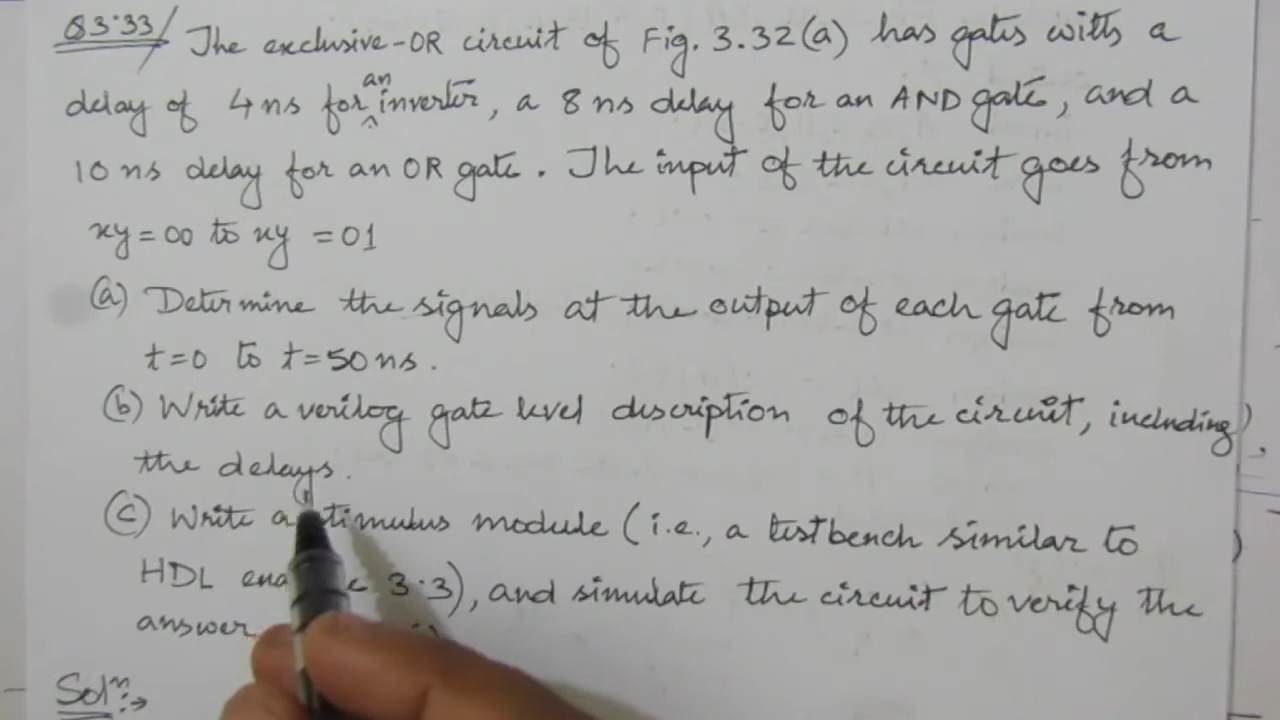 Q3.33/ The exclusive-OR circuit of Fig. 3.32(a) has gates with a
delay of 4ns for an inverter, a 8 ns delay for an AND gate, and a
10 ns delay for an OR gate. The input of the circuit goes from
xy=00 to xy =01
(a) Determine the signals at the output of each gate from
t=0 to t=50 ns.
(b) Write a verilog gate level description of the circuit, including
the delays.
(c) Write a stimulus module (i.e., a testbench similar to
HDL 3.3), and simulate the circuit to verify the
answer
Solⁿ:→